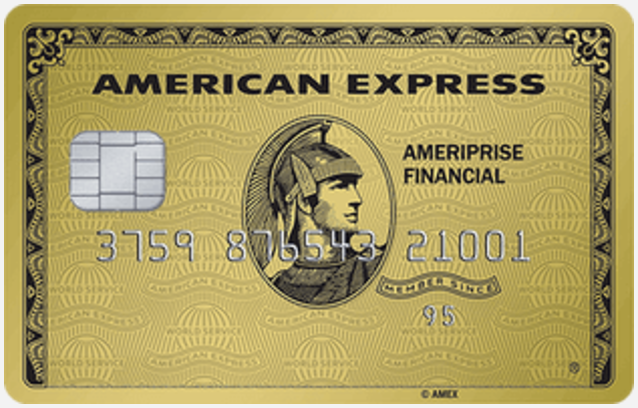 AMERICAN EXPRESS
AMERIPRISE
FINANCIAL
3759 876543 21001
MEMBER SINCE
95
®
© AMEX